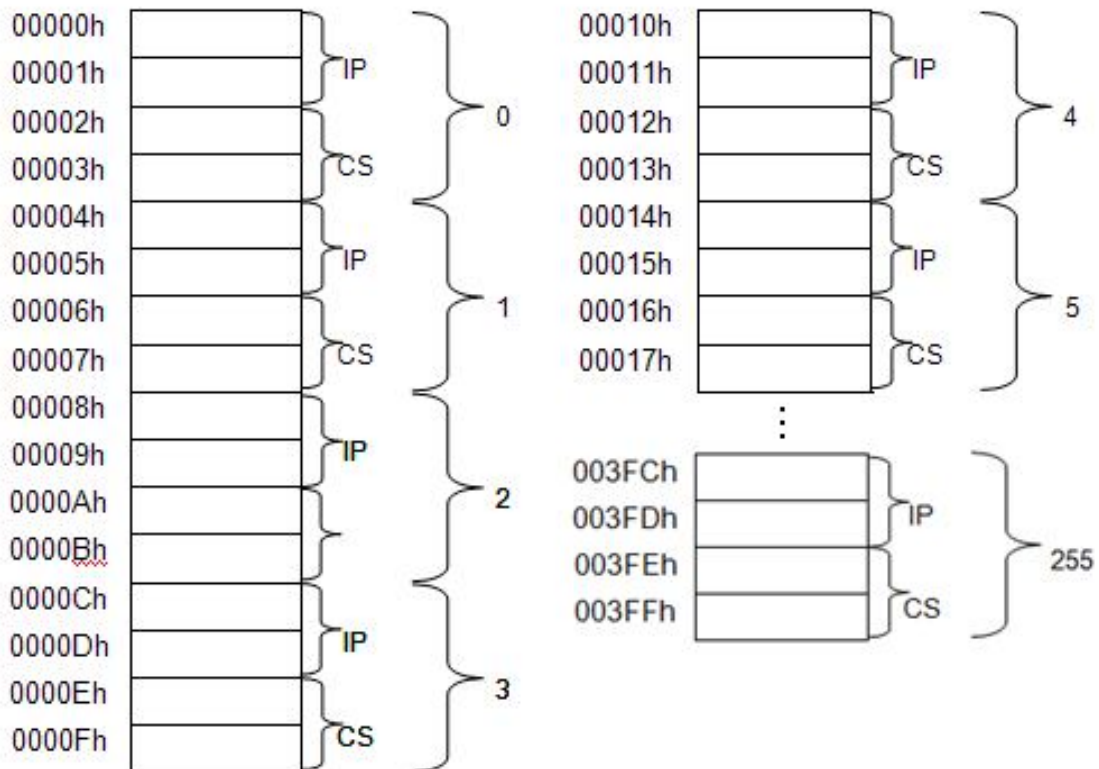 00000h
00001h
IP
00002h
00003h
CS
0
00004h
00005h
IP
00006h
00007h
CS
1
00008h
00009h
IP
0000Ah
0000Bh
2
0000Ch
0000Dh
IP
0000Eh
0000Fh
CS
3
00010h
00011h
IP
00012h
00013h
CS
4
00014h
00015h
IP
00016h
00017h
CS
5
⋮
003FCh
003FDh
IP
003FEh
003FFh
CS
255